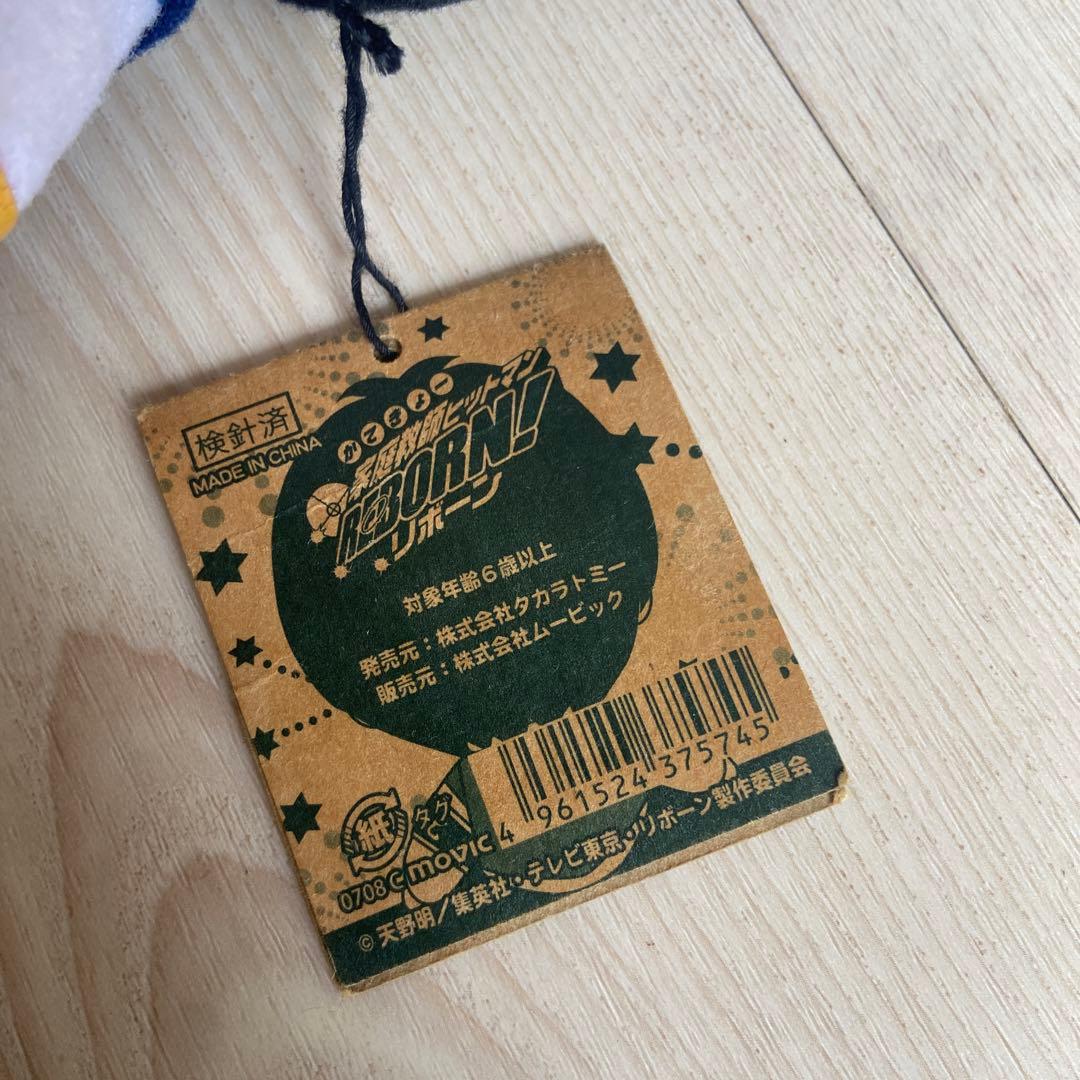 検針済
MADE IN CHINA
かてきょー
家庭教師ヒットマン
REBORN!
リボーン
対象年齢6歳以上
発売元：株式会社タカラトミー
販売元：株式会社ムービック
4 961524 375745
紙
タグ
0708 C movic
©天野明／集英社・テレビ東京・リボーン製作委員会